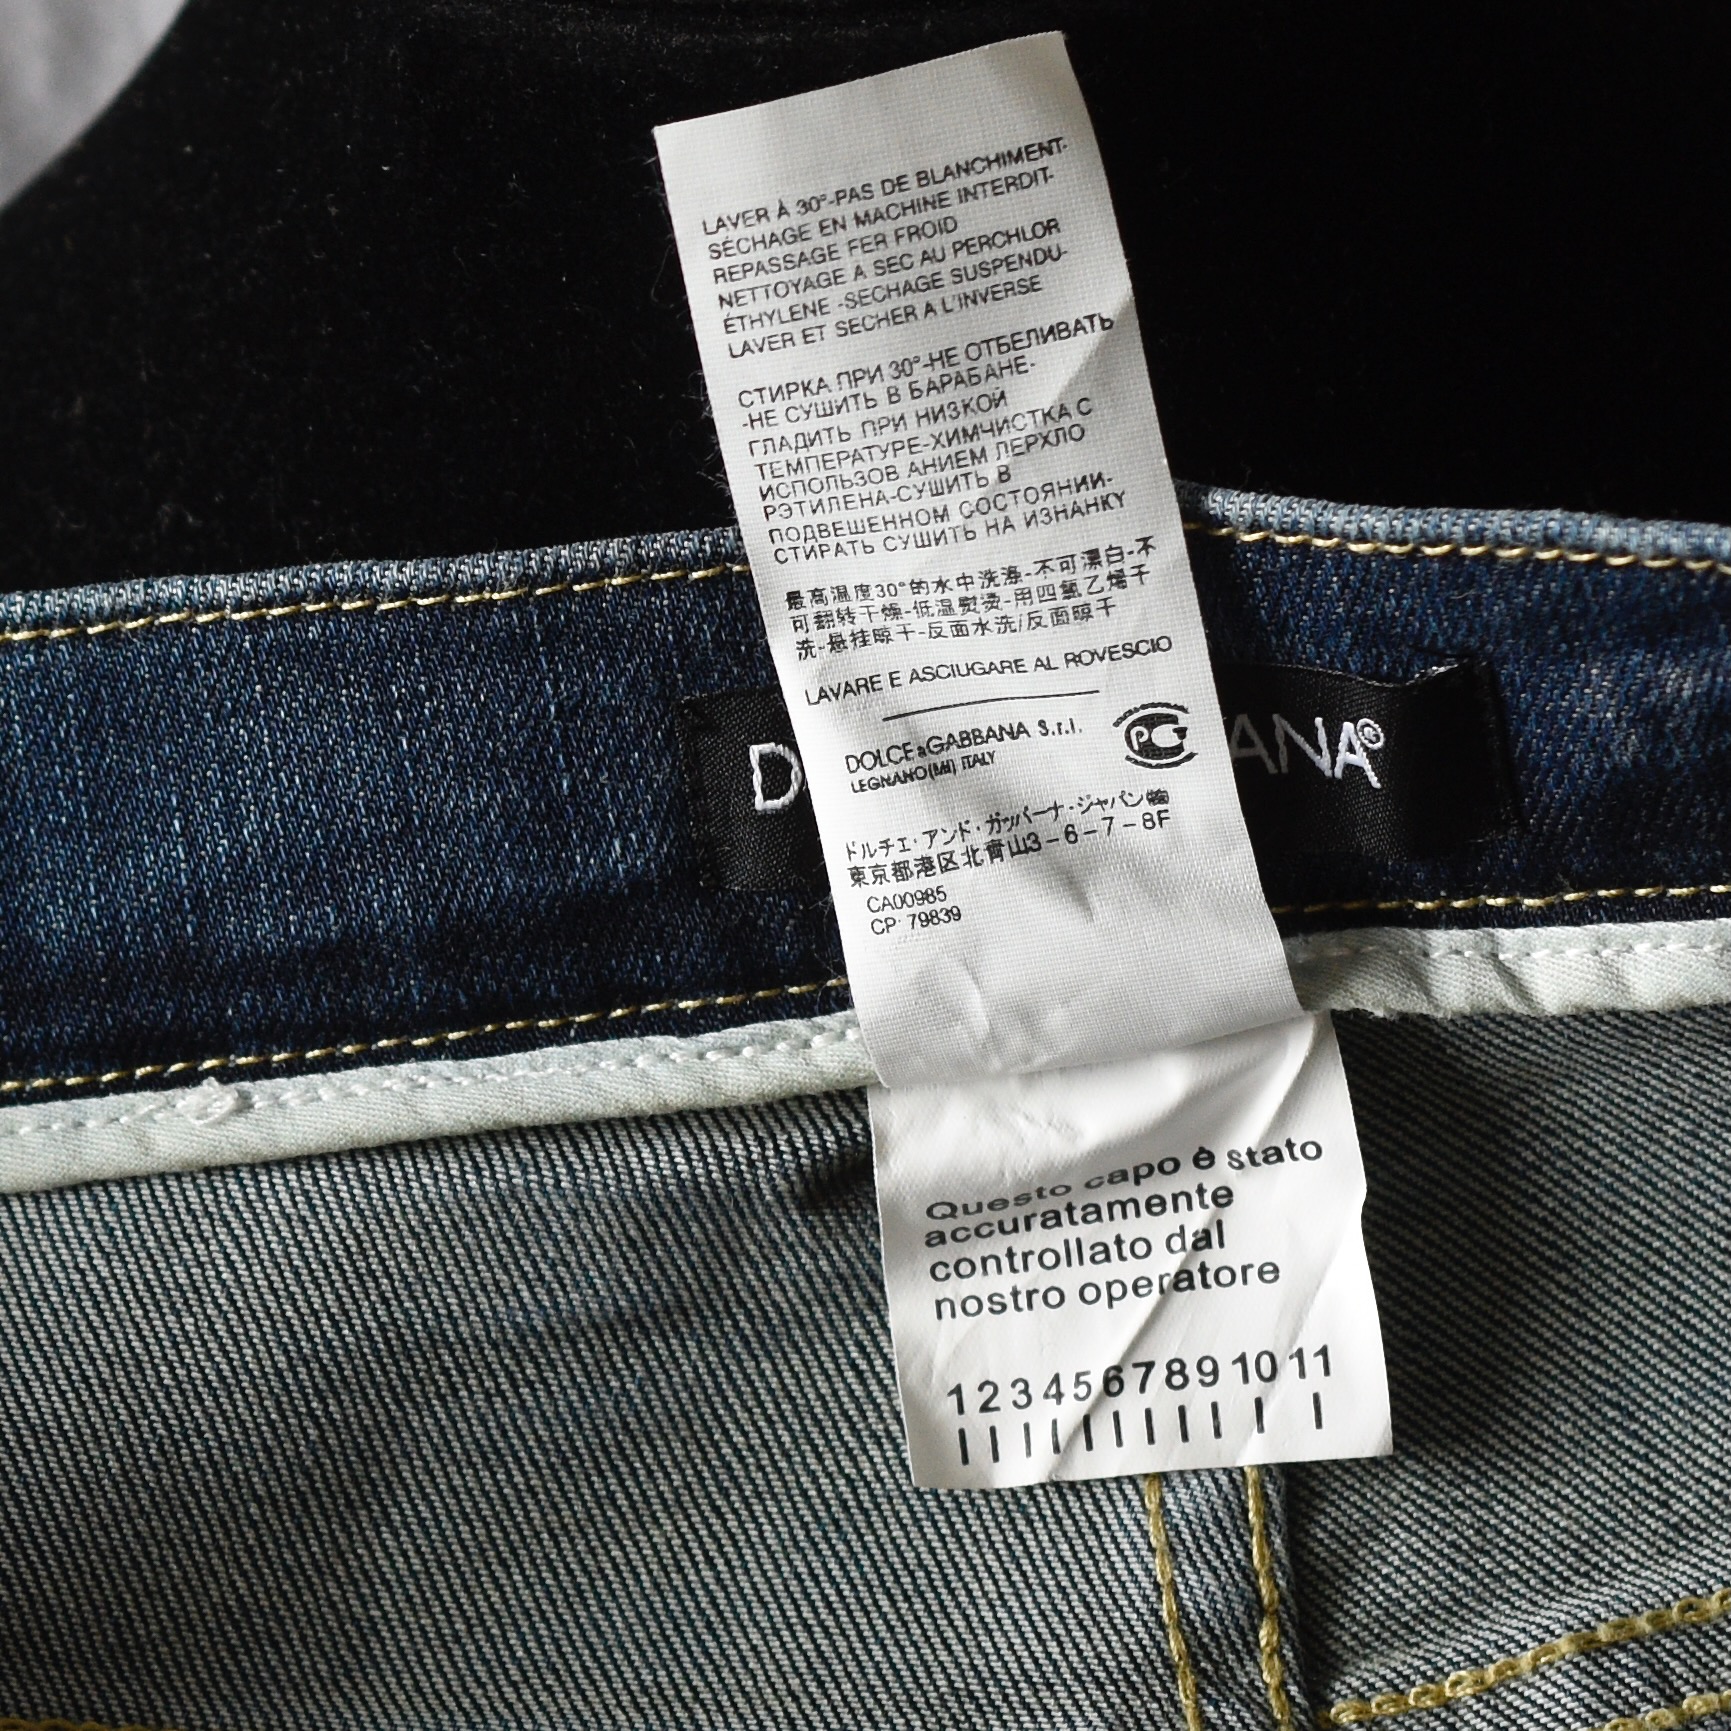 LAVER À 30°-PAS DE BLANCHIMENT-
SÉCHAGE EN MACHINE INTERDIT-
REPASSAGE FER FROID
NETTOYAGE A SEC AU PERCHLOR
ÉTHYLENE -SECHAGE SUSPENDU-
LAVER ET SECHER A L'INVERSE
СТИРКА ПРИ 30°-НЕ ОТБЕЛИВАТЬ
-НЕ СУШИТЬ В БАРАБАНЕ-
ГЛАДИТЬ ПРИ НИЗКОЙ
ТЕМПЕРАТУРЕ-ХИМЧИСТКА С
ИСПОЛЬЗОВ АНИЕМ ПЕРХЛО
РЭТИЛЕНА-СУШИТЬ В
ПОДВЕШЕННОМ СОСТОЯНИИ-
СТИРАТЬ СУШИТЬ НА ИЗНАНКУ
最高温度30°的水中洗涤-不可漂白-不
可翻转干燥-低温熨烫-用四氯乙烯干
洗-悬挂晾干-反面水洗/反面晾干
LAVARE E ASCIUGARE AL ROVESCIO
DOLCE&GABBANA S.r.l.
LEGNANO(MI) ITALY
PG
D ANA®
ドルチェ・アンド・ガッバーナ・ジャパン㈱
東京都港区北青山3-6-7-8F
CA00985
CP 79839
Questo capo è stato
accuratamente
controllato dal
nostro operatore
1 2 3 4 5 6 7 8 9 10 11